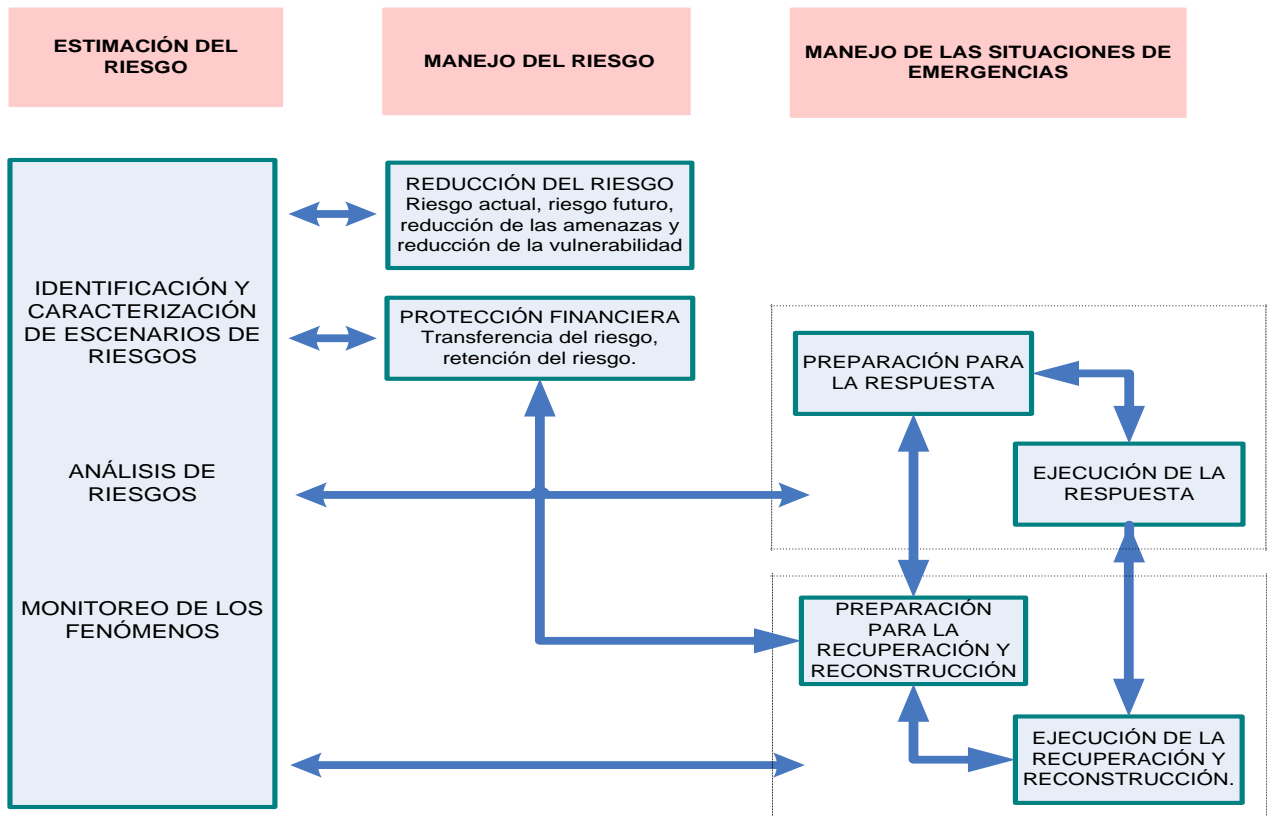 ESTIMACIÓN DEL
RIESGO
MANEJO DEL RIESGO
MANEJO DE LAS SITUACIONES DE
EMERGENCIAS
IDENTIFICACIÓN Y
CARACTERIZACIÓN
DE ESCENARIOS DE
RIESGOS
ANÁLISIS DE
RIESGOS
MONITOREO DE LOS
FENÓMENOS
REDUCCIÓN DEL RIESGO
Riesgo actual, riesgo futuro,
reducción de las amenazas y
reducción de la vulnerabilidad
PROTECCIÓN FINANCIERA
Transferencia del riesgo,
retención del riesgo.
PREPARACIÓN PARA
LA RESPUESTA
EJECUCIÓN DE LA
RESPUESTA
PREPARACIÓN
PARA LA
RECUPERACIÓN Y
RECONSTRUCCIÓN
EJECUCIÓN DE LA
RECUPERACIÓN Y
RECONSTRUCCIÓN.